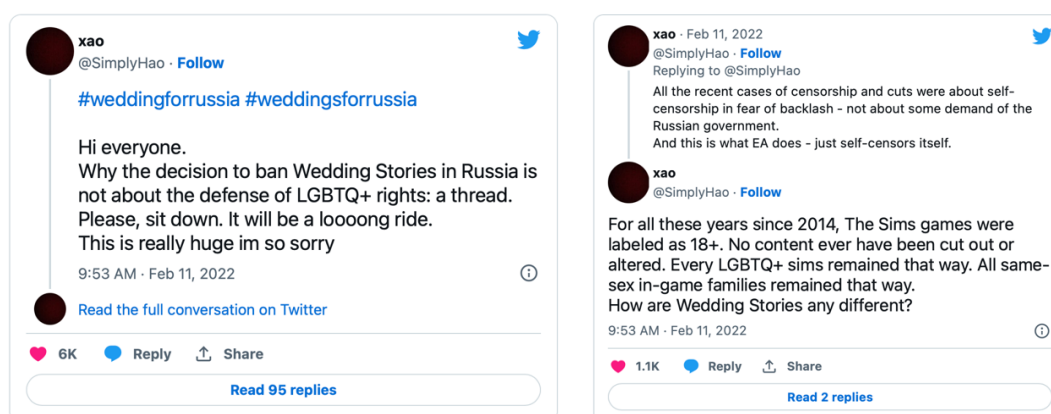 xao
@SimplyHao · Follow
#weddingforrussia #weddingsforrussia
Hi everyone.
Why the decision to ban Wedding Stories in Russia is
not about the defense of LGBTQ+ rights: a thread.
Please, sit down. It will be a loooong ride.
This is really huge im so sorry
9:53 AM · Feb 11, 2022
Read the full conversation on Twitter
6K Reply Share
Read 95 replies
xao · Feb 11, 2022
@SimplyHao · Follow
Replying to @SimplyHao
All the recent cases of censorship and cuts were about self-
censorship in fear of backlash - not about some demand of the
Russian government.
And this is what EA does - just self-censors itself.
xao
@SimplyHao · Follow
For all these years since 2014, The Sims games were
labeled as 18+. No content ever have been cut out or
altered. Every LGBTQ+ sims remained that way. All same-
sex in-game families remained that way.
How are Wedding Stories any different?
9:53 AM · Feb 11, 2022
1.1K Reply Share
Read 2 replies